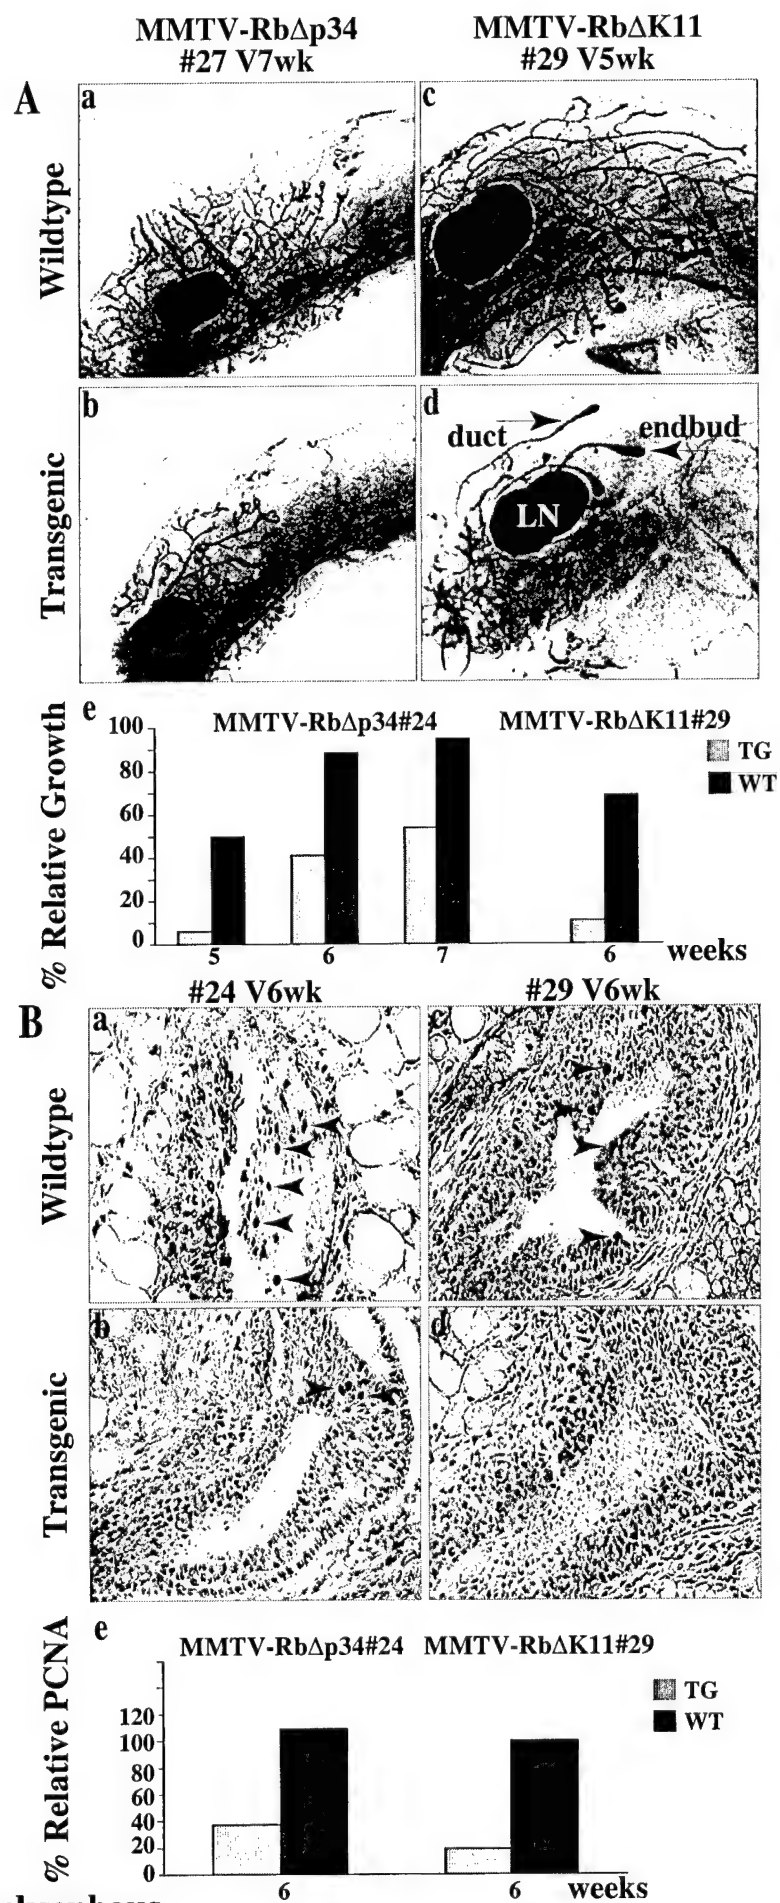 MMTV-RbΔp34 MMTV-RbΔK11
#27 V7wk #29 V5wk
A
a
c
Wildtype
b
d
duct
endbud
LN
Transgenic
e
MMTV-RbΔp34#24 MMTV-RbΔK11#29
TG
WT
100
80
60
40
20
0
% Relative Growth
5 6 7 6 weeks
#24 V6wk #29 V6wk
B
a
c
Wildtype
b
d
Transgenic
e
MMTV-RbΔp34#24 MMTV-RbΔK11#29
TG
WT
120
100
80
60
40
20
0
% Relative PCNA
6 6 weeks